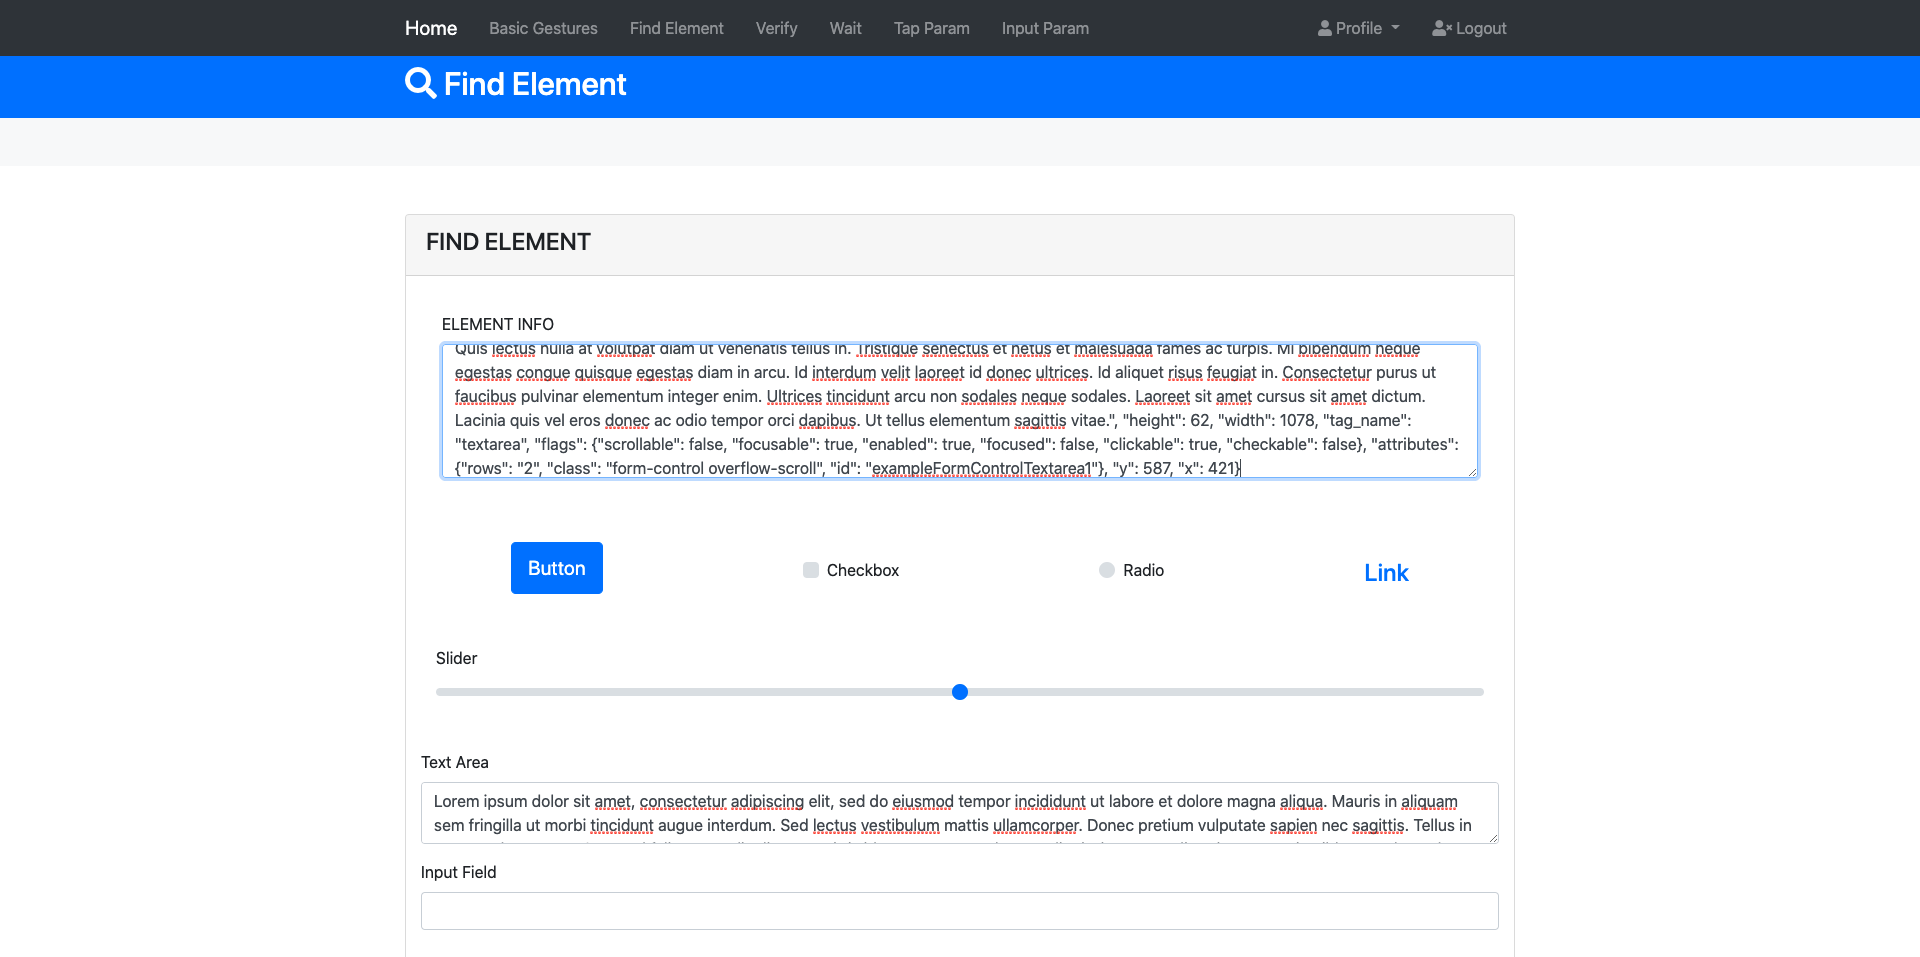 Home Basic Gestures Find Element Verify Wait Tap Param Input Param Profile Logout
Find Element
FIND ELEMENT
ELEMENT INFO
Quis lectus nulla at volutpat diam ut venenatis tellus in. Tristique senectus et netus et malesuada fames ac turpis. Mi bibendum neque
egestas congue quisque egestas diam in arcu. Id interdum velit laoreet id donec ultrices. Id aliquet risus feugiat in. Consectetur purus ut
faucibus pulvinar elementum integer enim. Ultrices tincidunt arcu non sodales neque sodales. Laoreet sit amet cursus sit amet dictum.
Lacinia quis vel eros donec ac odio tempor orci dapibus. Ut tellus elementum sagittis vitae.", "height": 62, "width": 1078, "tag_name":
"textarea", "flags": {"scrollable": false, "focusable": true, "enabled": true, "focused": false, "clickable": true, "checkable": false}, "attributes":
{"rows": "2", "class": "form-control overflow-scroll", "id": "exampleFormControlTextarea1"}, "y": 587, "x": 421}
Button Checkbox Radio Link
Slider
Text Area
Lorem ipsum dolor sit amet, consectetur adipiscing elit, sed do eiusmod tempor incididunt ut labore et dolore magna aliqua. Mauris in aliquam
sem fringilla ut morbi tincidunt augue interdum. Sed lectus vestibulum mattis ullamcorper. Donec pretium vulputate sapien nec sagittis. Tellus in
Input Field